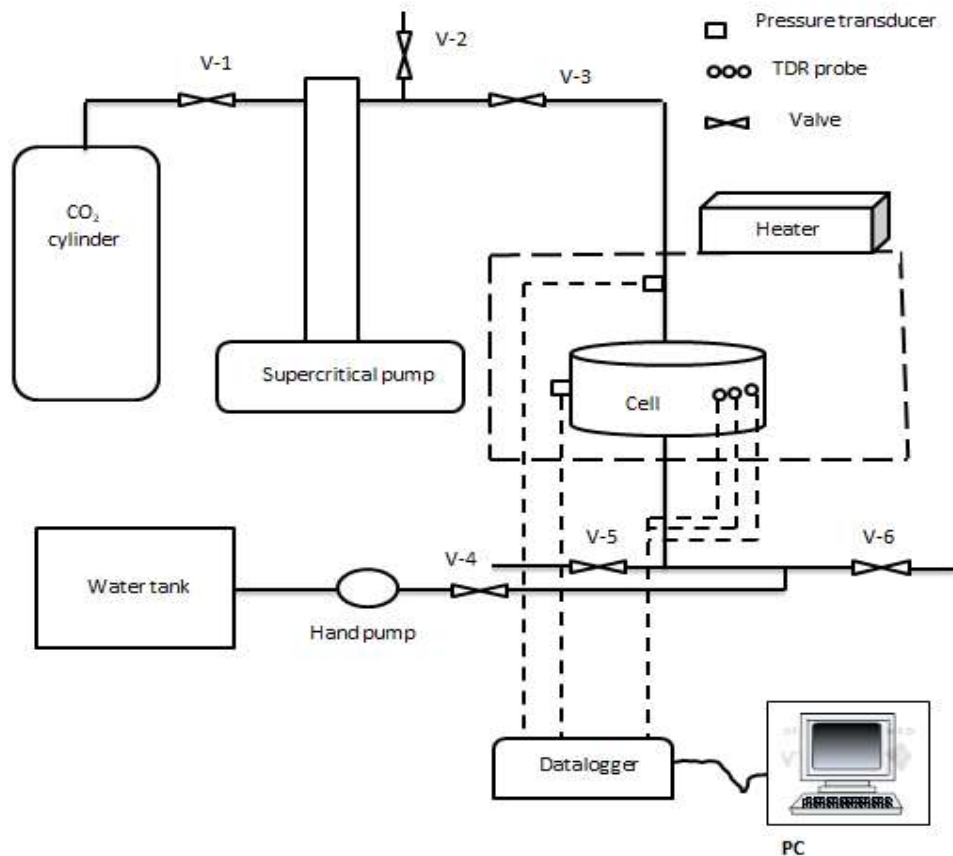 Pressure transducer
TDR probe
Valve
V-1
V-2
V-3
CO₂
cylinder
Heater
Supercritical pump
Cell
Water tank
Hand pump
V-4
V-5
V-6
Datalogger
PC